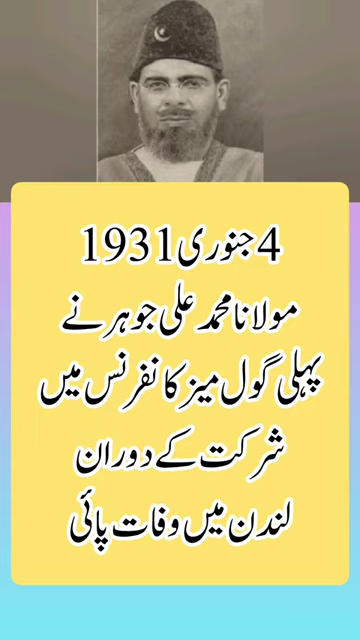 4 جنوری 1931
مولانا محمد علی جوہر نے
پہلی گول میز کانفرنس میں
شرکت کے دوران
لندن میں وفات پائی